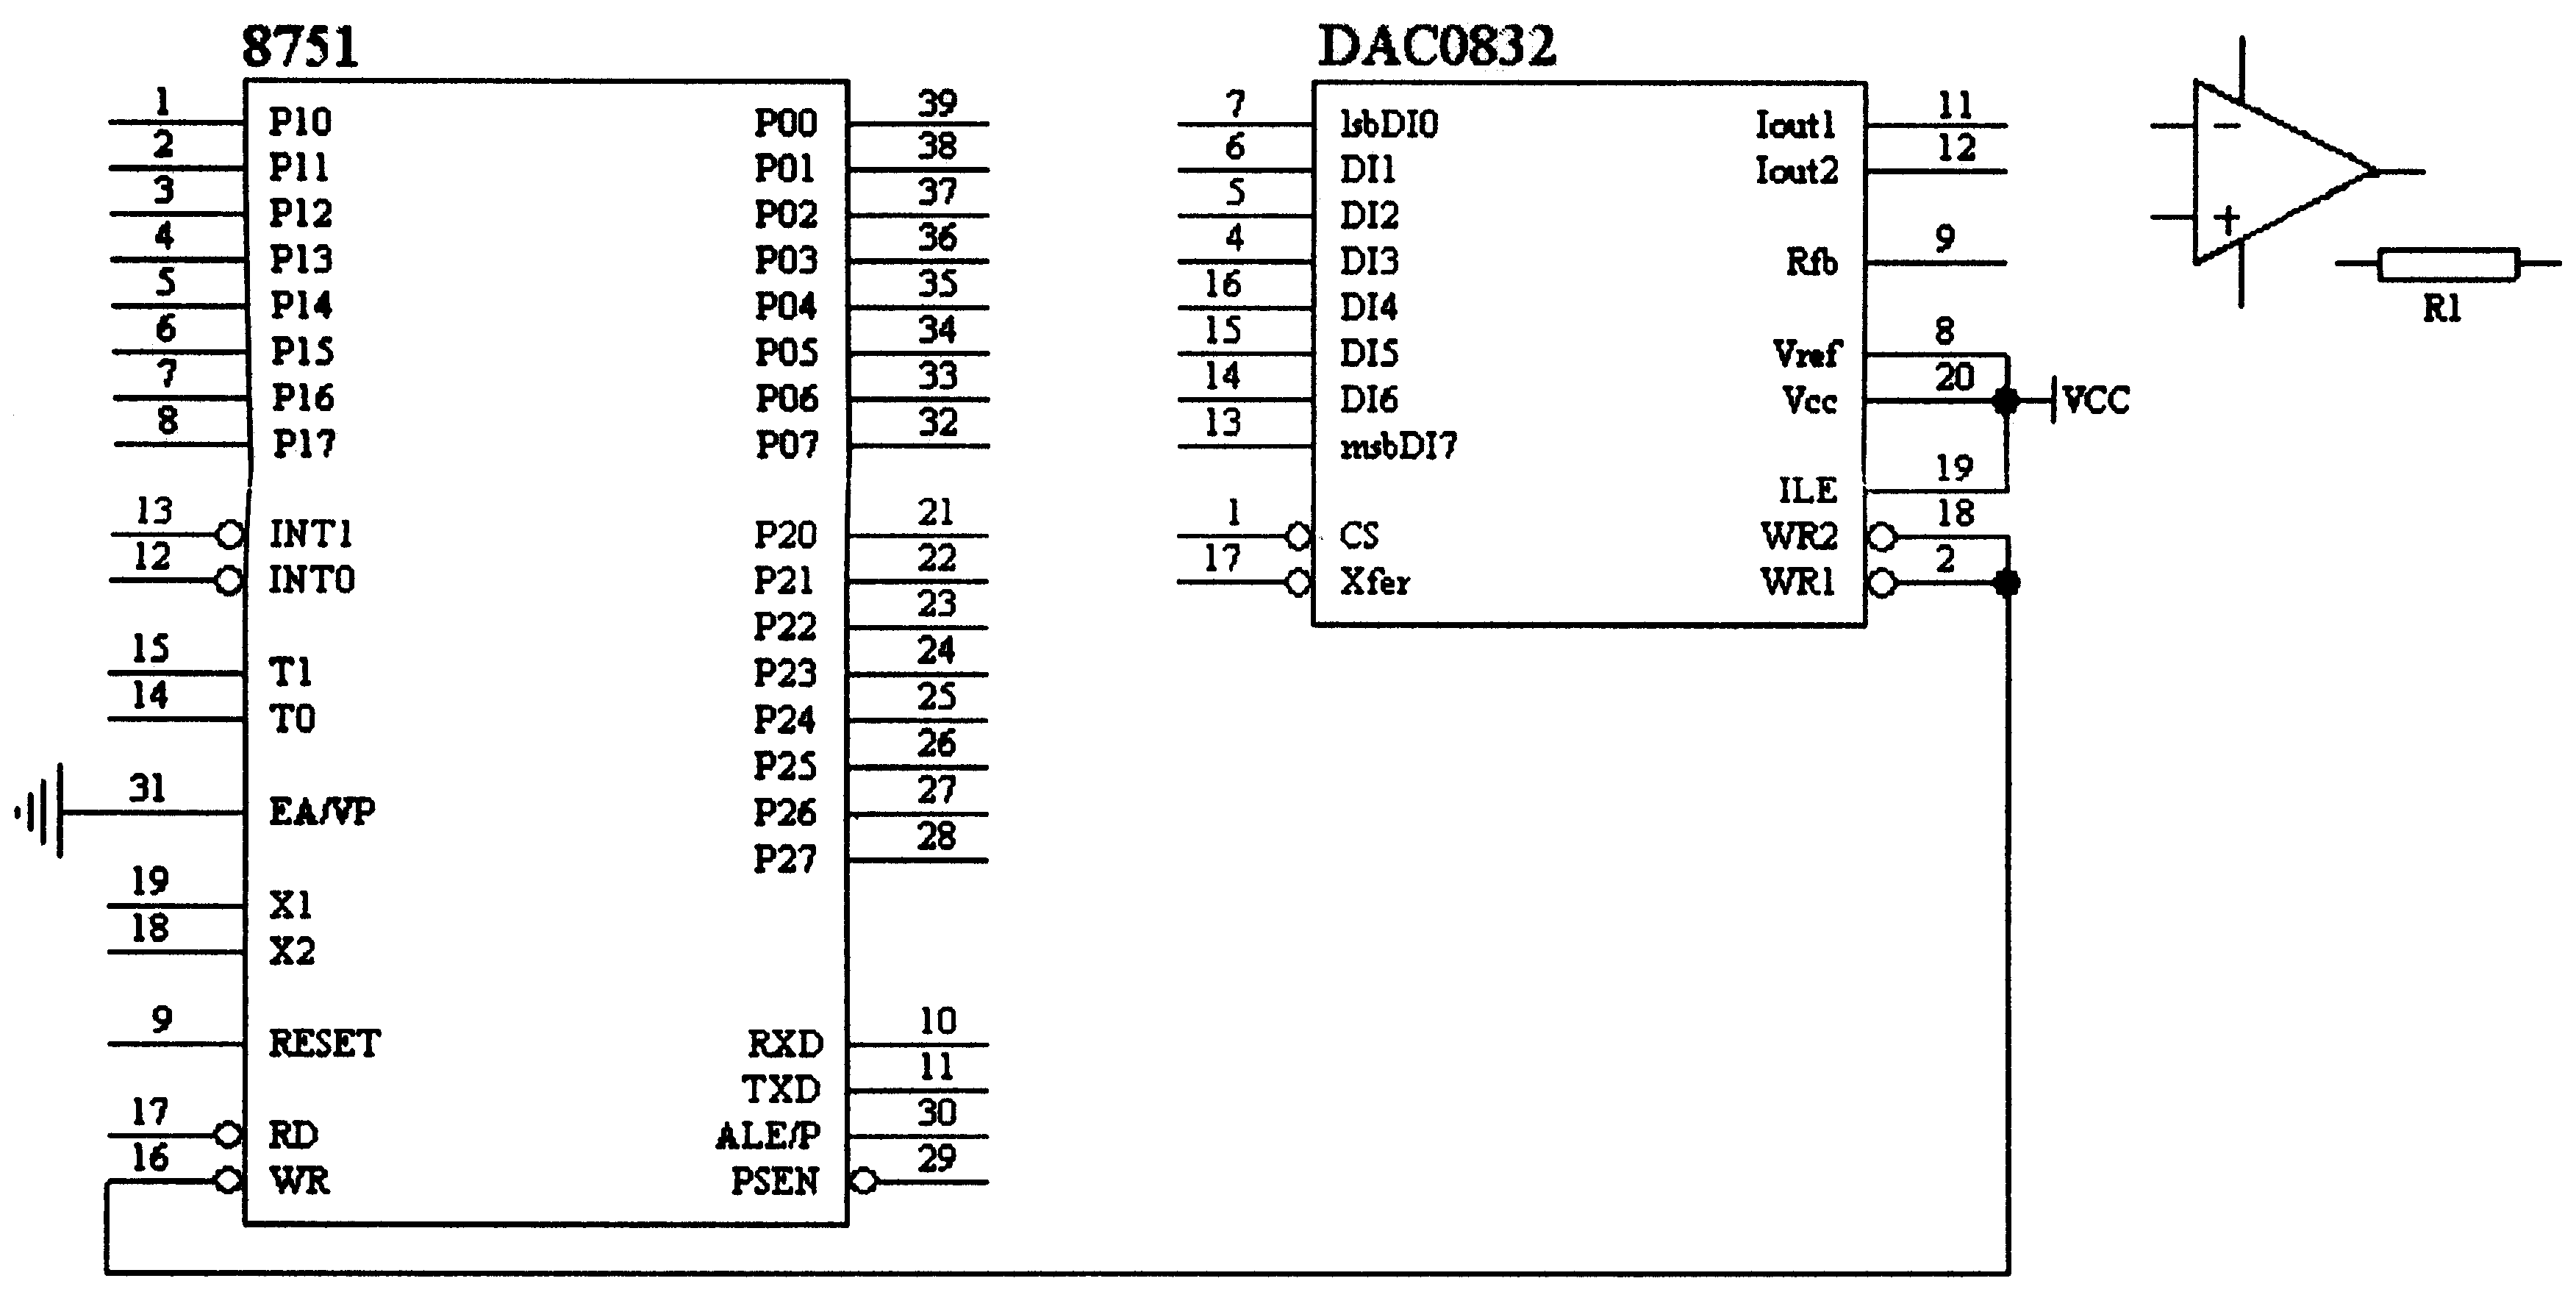 8751
DAC0832
1 P10 P00 39
2 P11 P01 38
3 P12 P02 37
4 P13 P03 36
5 P14 P04 35
6 P15 P05 34
7 P16 P06 33
8 P17 P07 32
13 INT1 P20 21
12 INT0 P21 22
P22 23
15 T1 P23 24
14 T0 P24 25
P25 26
31 EA/VP P26 27
P27 28
19 X1
18 X2
9 RESET RXD 10
TXD 11
17 RD ALE/P 30
16 WR PSEN 29
7 lsbDI0 Iout1 11
6 DI1 Iout2 12
5 DI2
4 DI3 Rfb 9
16 DI4
15 DI5 Vref 8
14 DI6 Vcc 20 VCC
13 msbDI7
ILE 19
1 CS WR2 18
17 Xfer WR1 2
−
+
R1